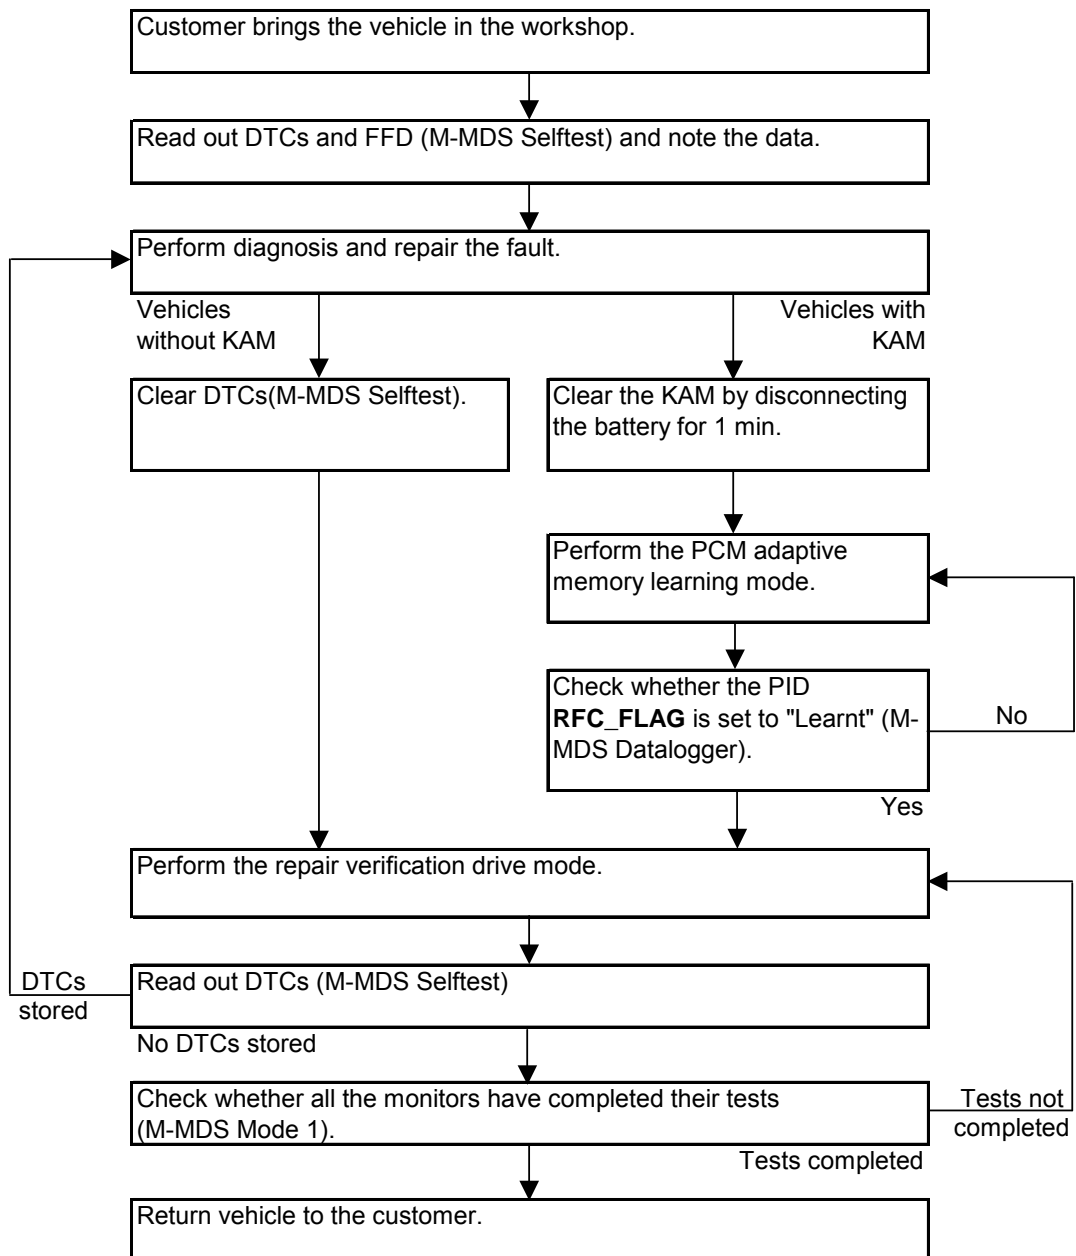 Customer brings the vehicle in the workshop.
Read out DTCs and FFD (M-MDS Selftest) and note the data.
Perform diagnosis and repair the fault.
Vehicles
without KAM
Vehicles with
KAM
Clear DTCs(M-MDS Selftest).
Clear the KAM by disconnecting
the battery for 1 min.
Perform the PCM adaptive
memory learning mode.
Check whether the PID
RFC_FLAG is set to "Learnt" (M-
MDS Datalogger).
No
Yes
Perform the repair verification drive mode.
DTCs
stored
Read out DTCs (M-MDS Selftest)
No DTCs stored
Check whether all the monitors have completed their tests
(M-MDS Mode 1).
Tests not
completed
Tests completed
Return vehicle to the customer.